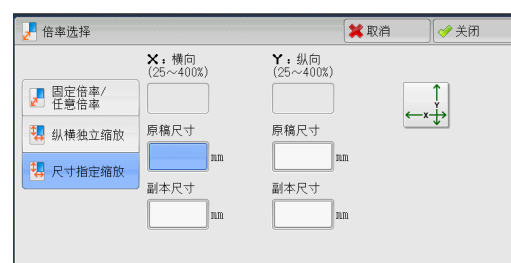 倍率选择
取消
关闭
X：横向
(25～400%)
Y：纵向
(25～400%)
固定倍率/
任意倍率
纵横独立缩放
尺寸指定缩放
原稿尺寸
mm
原稿尺寸
mm
副本尺寸
mm
副本尺寸
mm
Y
X